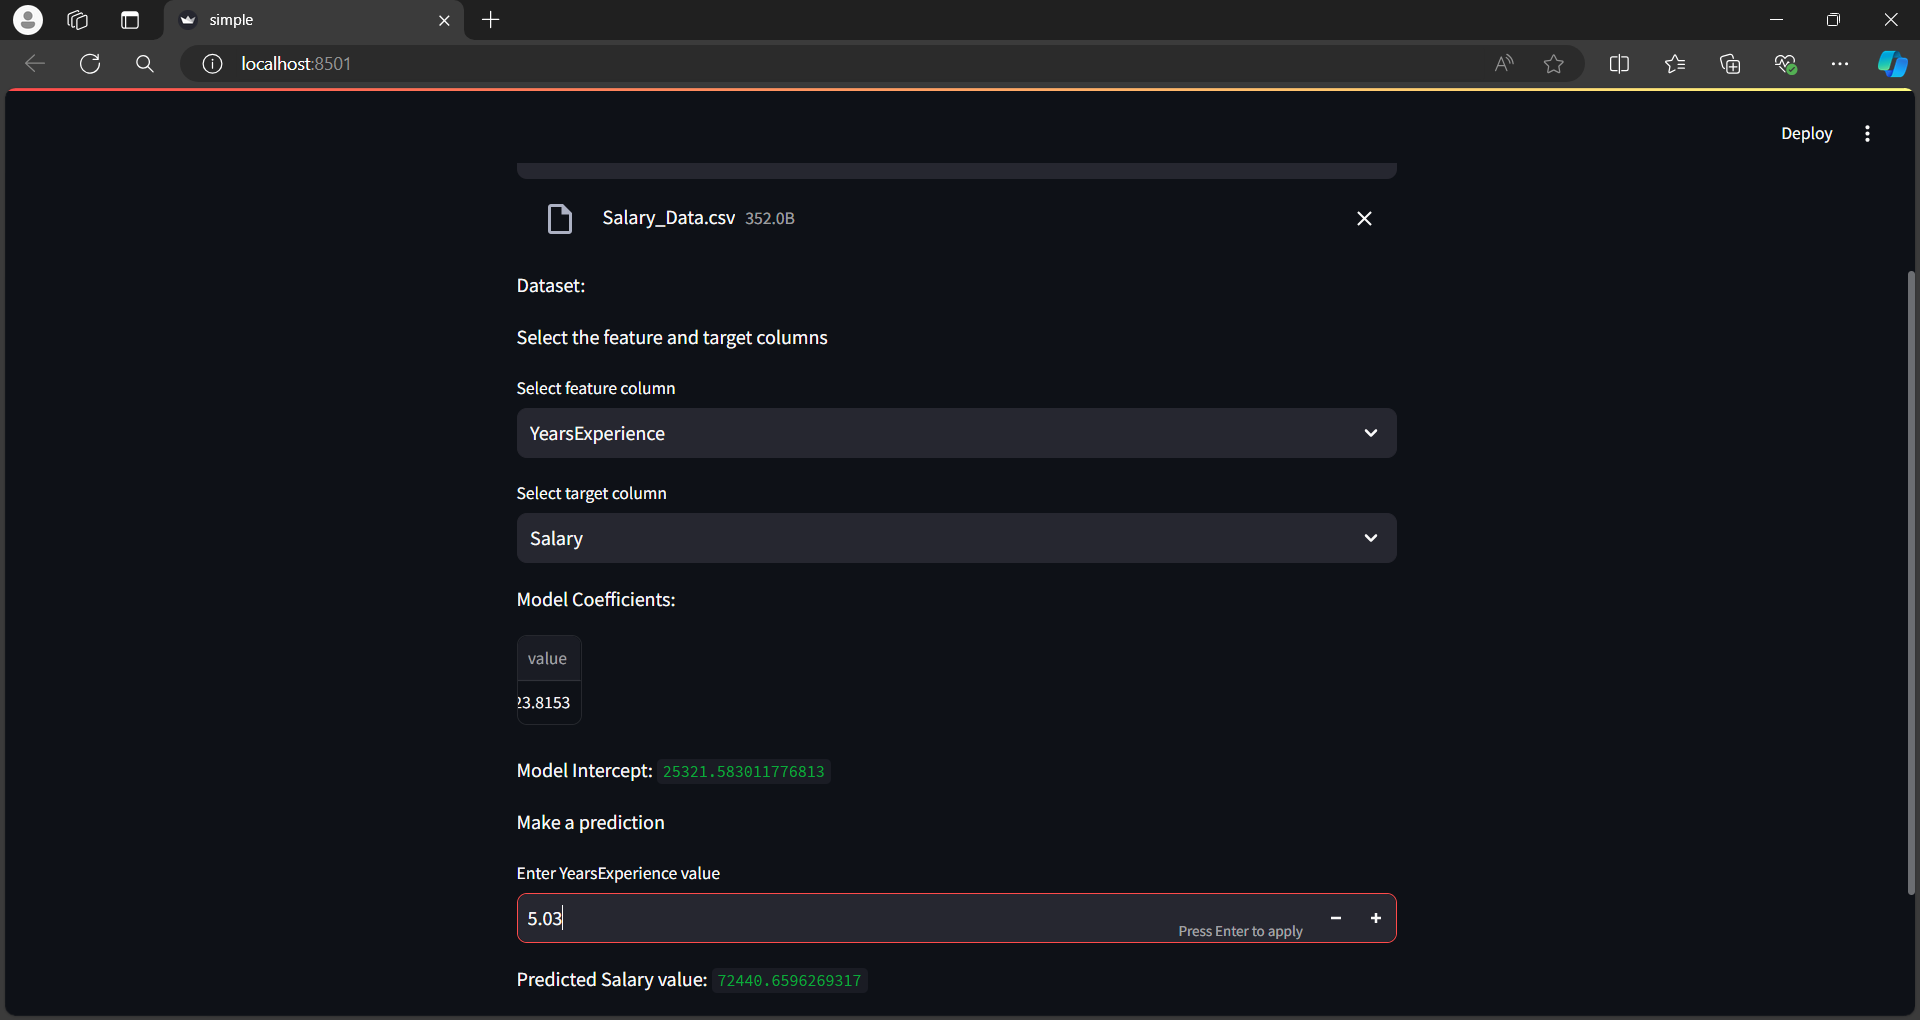 simple
localhost:8501
Deploy
Salary_Data.csv 352.0B
Dataset:
Select the feature and target columns
Select feature column
YearsExperience
Select target column
Salary
Model Coefficients:
value
23.8153
Model Intercept: 25321.583011776813
Make a prediction
Enter YearsExperience value
5.03
Press Enter to apply
Predicted Salary value: 72440.6596269317